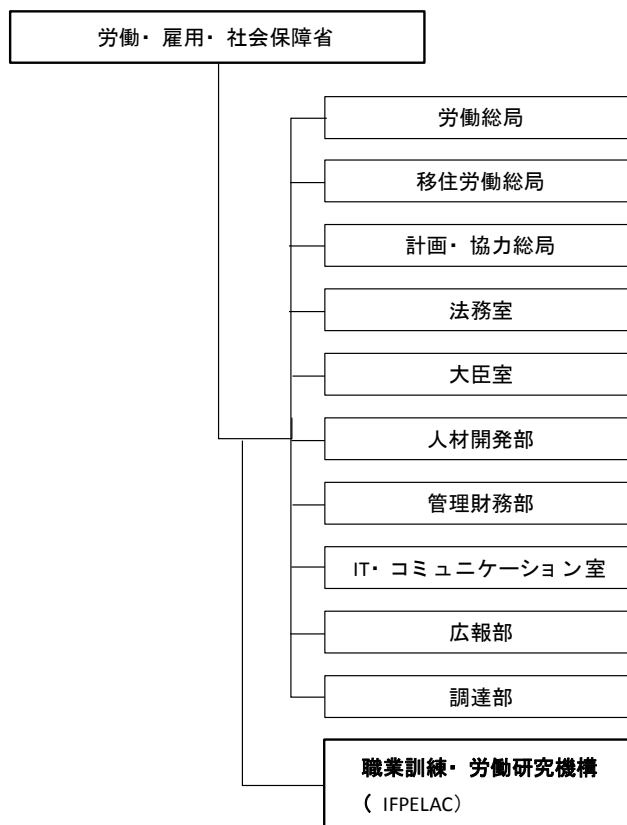 労働・雇用・社会保障省
労働総局
移住労働総局
計画・協力総局
法務室
大臣室
人材開発部
管理財務部
IT・コミュニケーション室
広報部
調達部
職業訓練・労働研究機構
( IFPELAC)